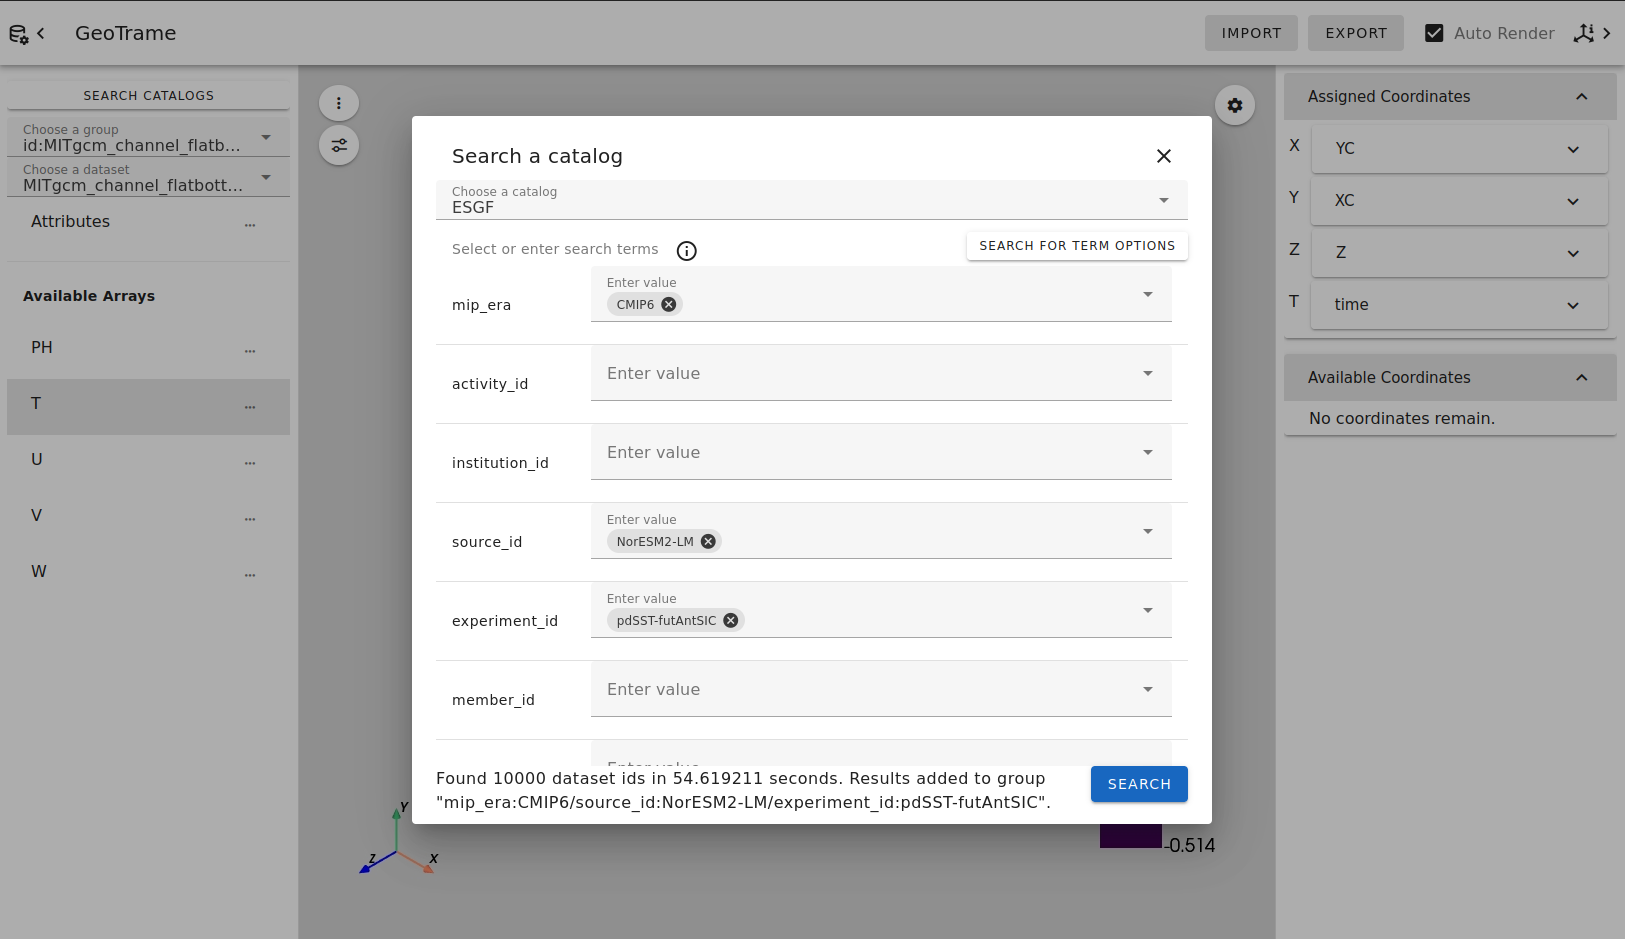 GeoTrame
IMPORT
EXPORT
Auto Render
SEARCH CATALOGS
Choose a group
id:MITgcm_channel_flatb...
Choose a dataset
MITgcm_channel_flatbott...
Attributes
...
Available Arrays
PH
...
T
...
U
...
V
...
W
...
Search a catalog
Choose a catalog
ESGF
Select or enter search terms
SEARCH FOR TERM OPTIONS
mip_era
Enter value
CMIP6
activity_id
Enter value
institution_id
Enter value
source_id
Enter value
NorESM2-LM
experiment_id
Enter value
pdSST-futAntSIC
member_id
Enter value
Enter value
Found 10000 dataset ids in 54.619211 seconds. Results added to group
"mip_era:CMIP6/source_id:NorESM2-LM/experiment_id:pdSST-futAntSIC".
SEARCH
Y
Z
X
-0.514
Assigned Coordinates
X
YC
Y
XC
Z
Z
T
time
Available Coordinates
No coordinates remain.